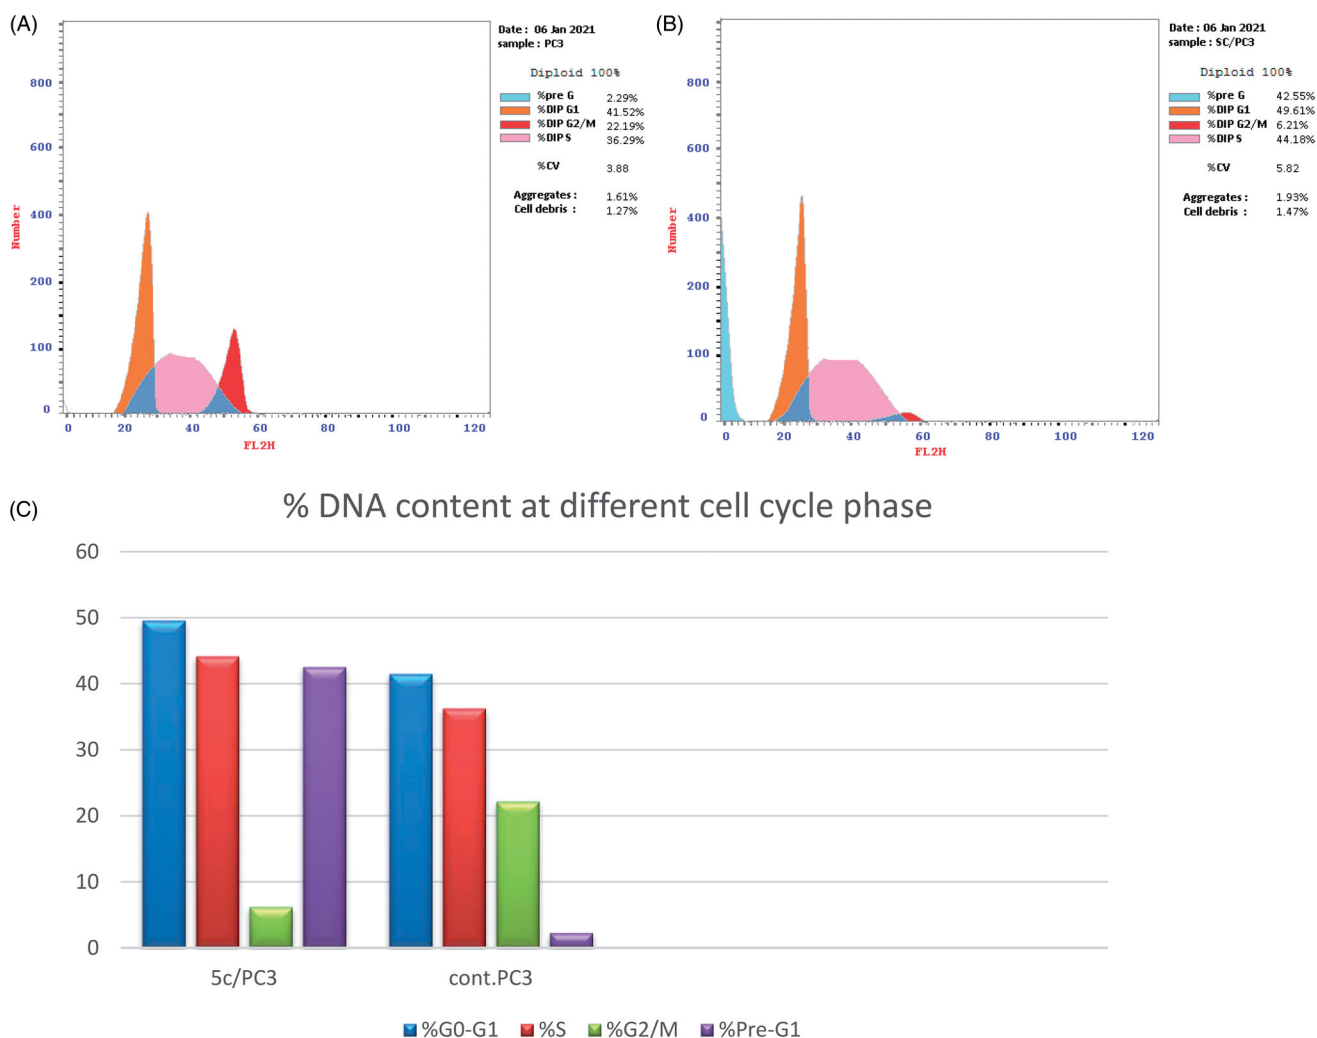 (A)
Date : 06 Jan 2021
sample : PC3
Diploid 100%
%pre G 2.29%
%DIP G1 41.52%
%DIP G2/M 22.19%
%DIP S 36.29%
%CV 3.88
Aggregates : 1.61%
Cell debris : 1.27%
Number
800
600
400
200
100
0
0 20 40 60 80 100 120
FL2H
(B)
Date : 06 Jan 2021
sample : SC/PC3
Diploid 100%
%pre G 42.55%
%DIP G1 49.61%
%DIP G2/M 6.21%
%DIP S 44.18%
%CV 5.82
Aggregates : 1.93%
Cell debris : 1.47%
Number
800
600
400
200
100
0
0 20 40 60 80 100 120
FL2H
(C)
% DNA content at different cell cycle phase
60
50
40
30
20
10
0
5c/PC3 cont.PC3
%G0-G1 %S %G2/M %Pre-G1